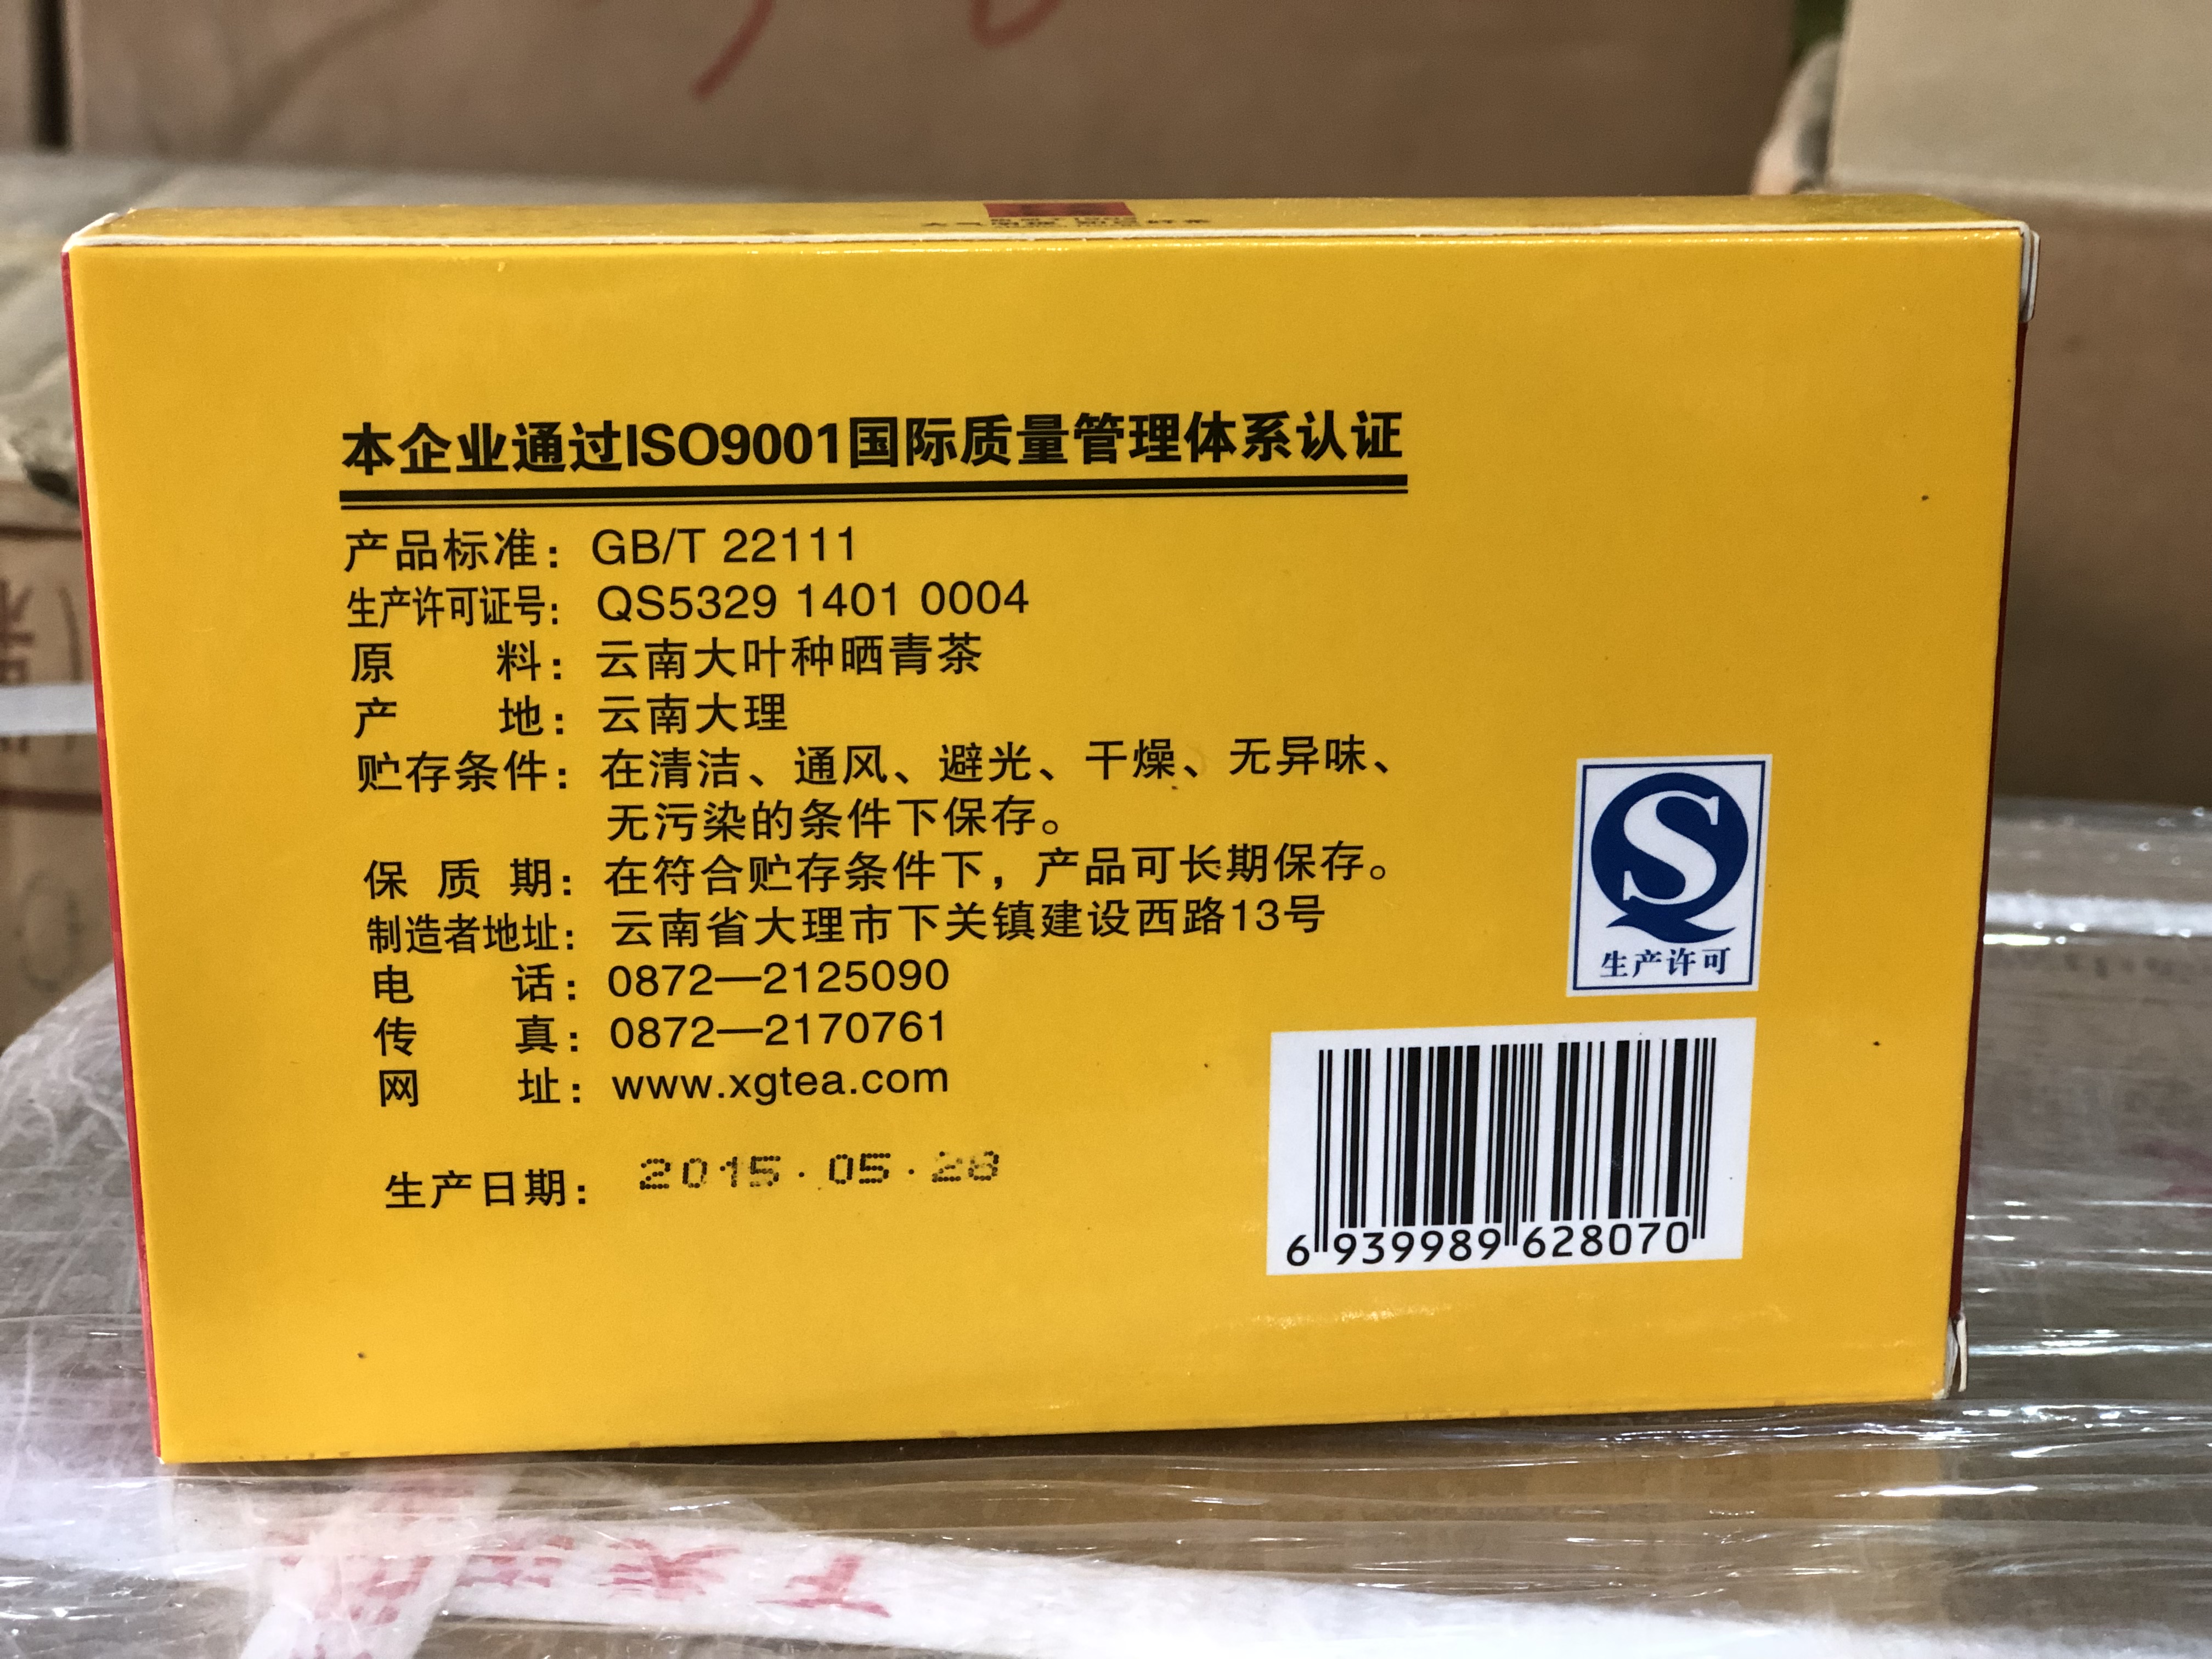 本企业通过ISO9001国际质量管理体系认证
产品标准：GB/T 22111
生产许可证号：QS5329 1401 0004
原料：云南大叶种晒青茶
产地：云南大理
贮存条件：在清洁、通风、避光、干燥、无异味、
无污染的条件下保存。
保质期：在符合贮存条件下，产品可长期保存。
制造者地址：云南省大理市下关镇建设西路13号
电话：0872—2125090
传真：0872—2170761
网址：www.xgtea.com
生产日期：2015.05.28
生产许可
6 939989 628070